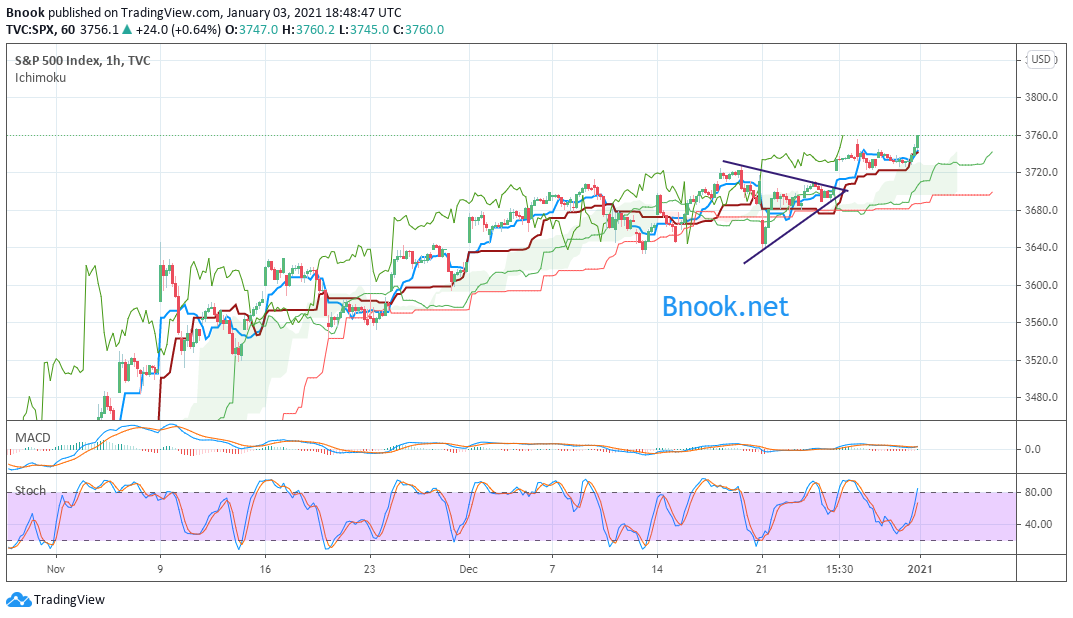 Bnook published on TradingView.com, January 03, 2021 18:48:47 UTC
TVC:SPX, 60 3756.1 ▲ +24.0 (+0.64%) O:3747.0 H:3760.2 L:3745.0 C:3760.0
S&P 500 Index, 1h, TVC
USD
Ichimoku
3800.0
3760.0
3720.0
3680.0
3640.0
3600.0
Bnook.net
3560.0
3520.0
3480.0
MACD
0.0
Stoch
80.00
40.00
Nov 9 16 23 Dec 7 14 21 15:30 2021
TradingView